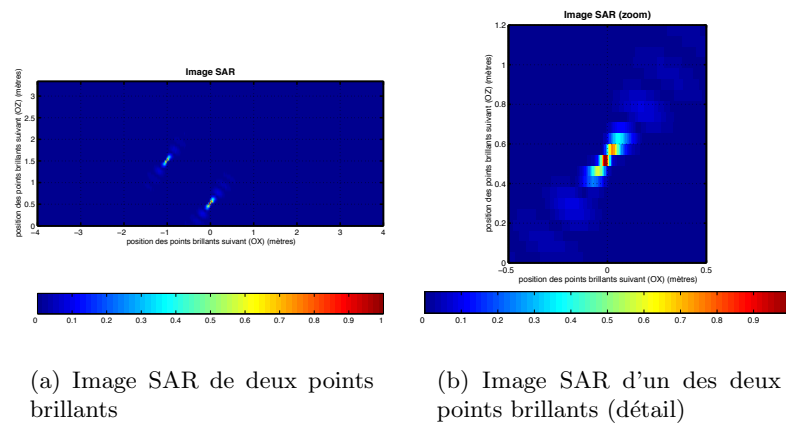 Image SAR
position des points brillants suivant (OZ) (mètres)
3
2.5
2
1.5
1
0.5
0
−4 −3 −2 −1 0 1 2 3 4
position des points brillants suivant (OX) (mètres)
0 0.1 0.2 0.3 0.4 0.5 0.6 0.7 0.8 0.9 1
(a) Image SAR de deux points
brillants
Image SAR (zoom)
position des points brillants suivant (OZ) (mètres)
1.2
1
0.8
0.6
0.4
0.2
0
−0.5 0 0.5
position des points brillants suivant (OX) (mètres)
0 0.1 0.2 0.3 0.4 0.5 0.6 0.7 0.8 0.9
(b) Image SAR d'un des deux
points brillants (détail)